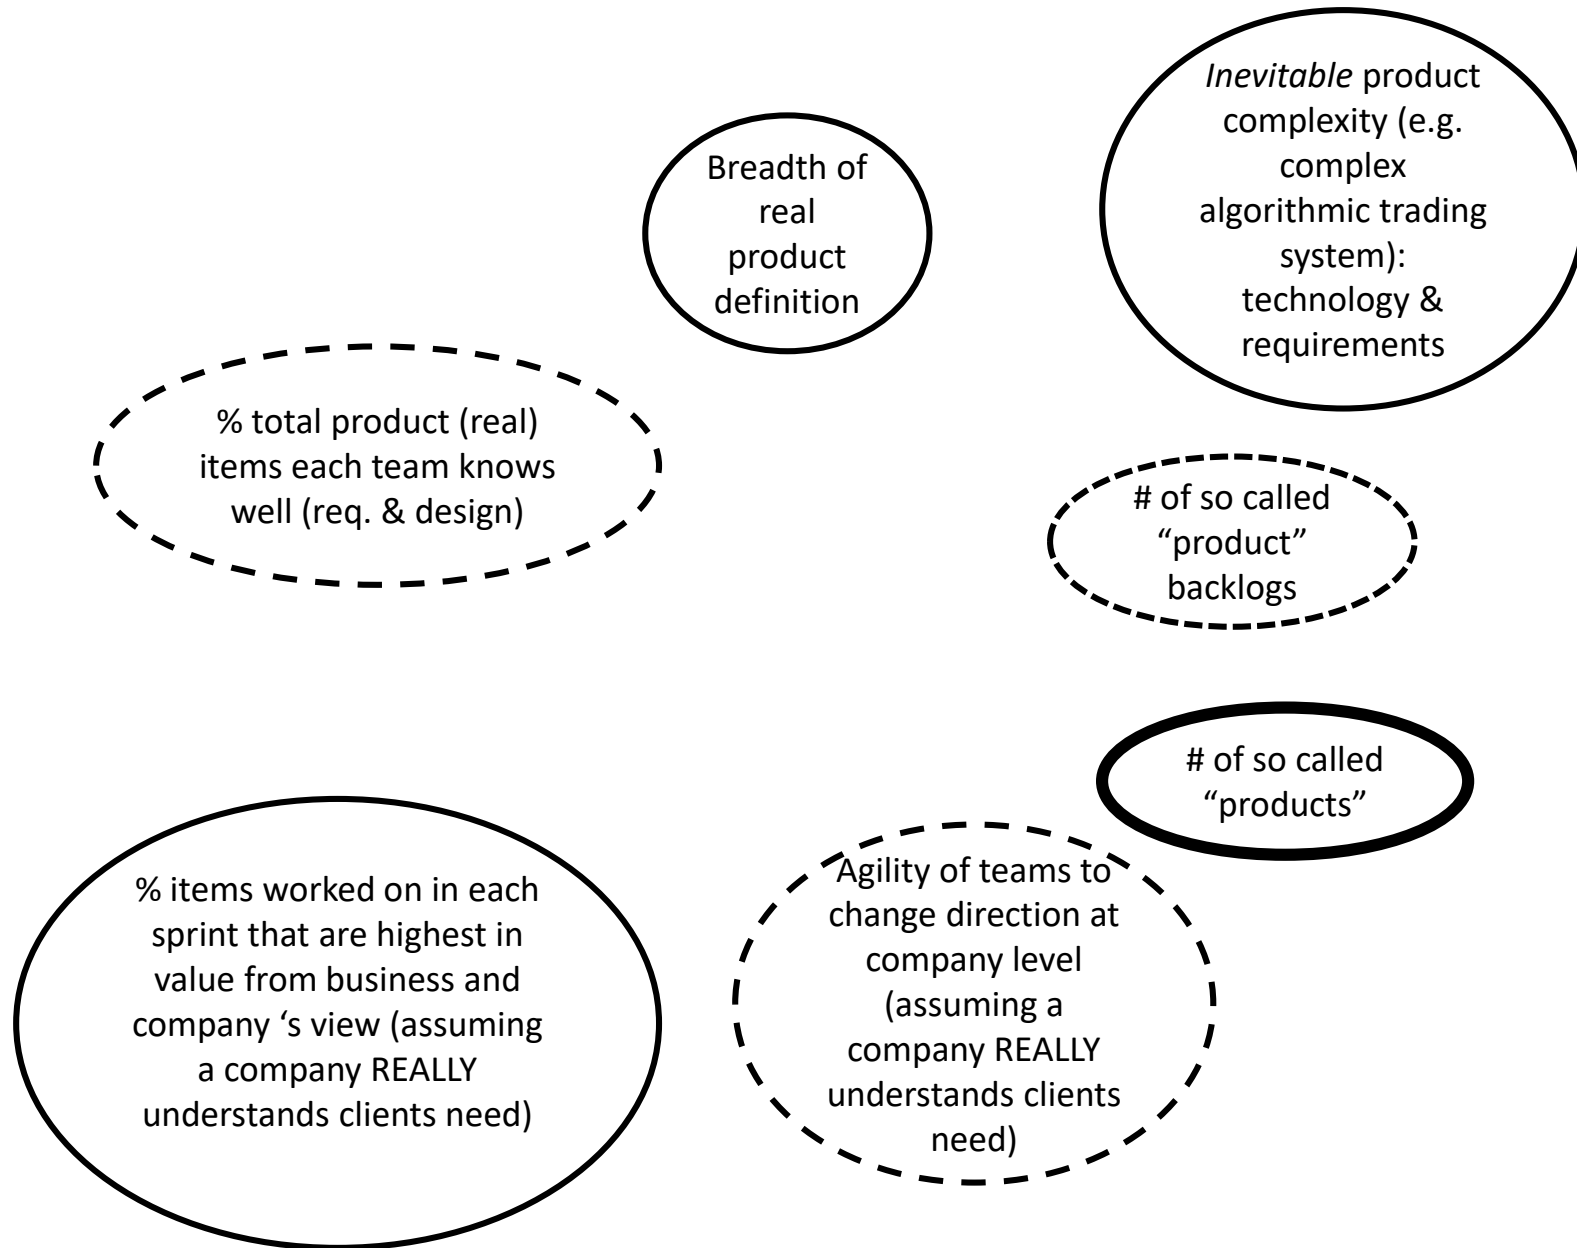 Inevitable product
complexity (e.g.
complex
algorithmic trading
system):
technology &
requirements
Breadth of
real
product
definition
% total product (real)
items each team knows
well (req. & design)
# of so called
“product”
backlogs
# of so called
“products”
% items worked on in each
sprint that are highest in
value from business and
company ‘s view (assuming
a company REALLY
understands clients need)
Agility of teams to
change direction at
company level
(assuming a
company REALLY
understands clients
need)